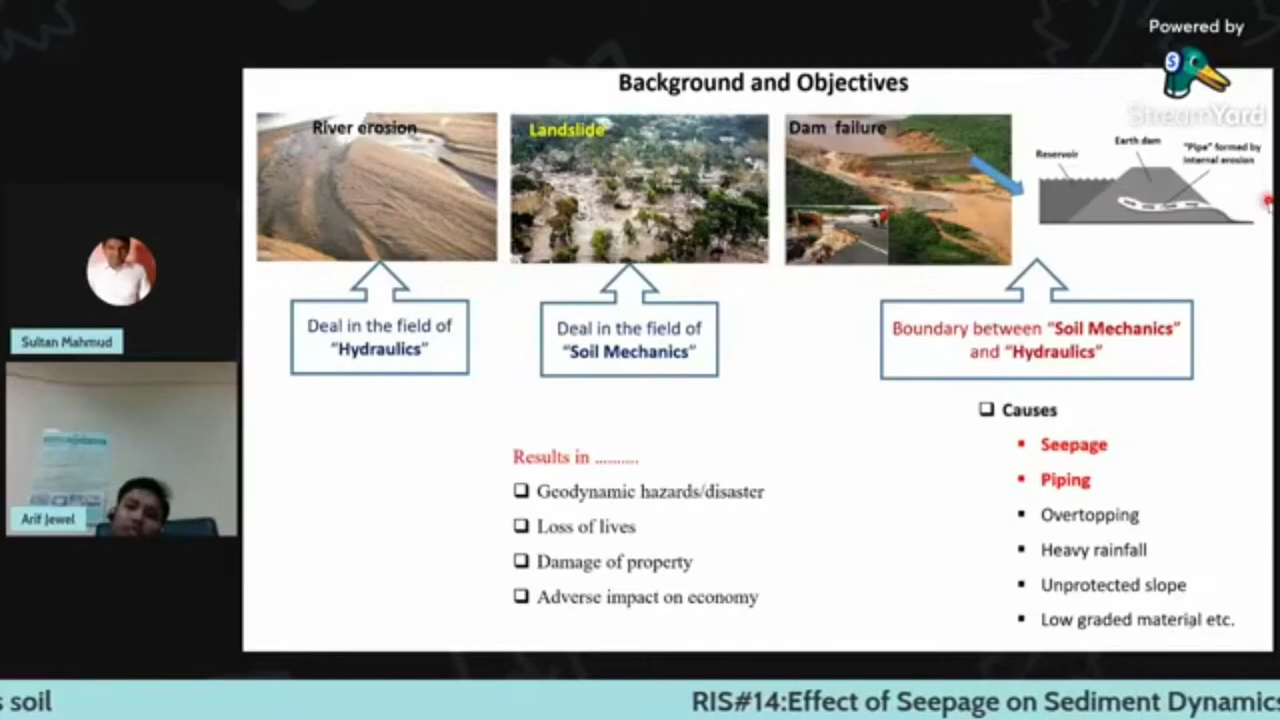 Powered by
StreamYard
Background and Objectives
River erosion
Landslide
Dam failure
Reservoir
Earth dam
"Pipe" formed by
internal erosion
Deal in the field of
"Hydraulics"
Deal in the field of
"Soil Mechanics"
Boundary between "Soil Mechanics"
and "Hydraulics"
Sultan Mahmud
Arif Jewel
Results in ..........
Geodynamic hazards/disaster
Loss of lives
Damage of property
Adverse impact on economy
Causes
Seepage
Piping
Overtopping
Heavy rainfall
Unprotected slope
Low graded material etc.
s soil
RIS#14:Effect of Seepage on Sediment Dynamics